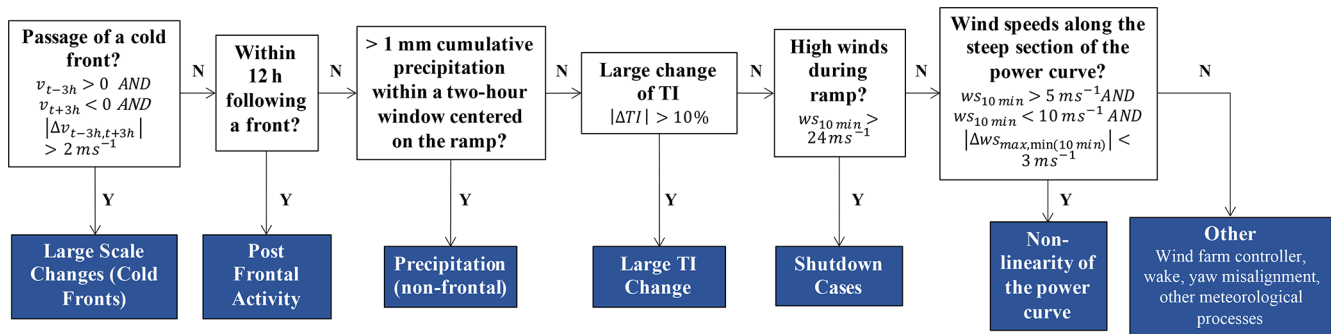 Passage of a cold
front?
v_{t−3h} > 0 AND
v_{t+3h} < 0 AND
|Δv_{t−3h,t+3h}|
> 2 ms⁻¹
N
Within
12 h
following
a front?
N
> 1 mm cumulative
precipitation
within a two-hour
window centered
on the ramp?
N
Large change
of TI
|ΔTI| > 10%
N
High winds
during
ramp?
ws_{10 min} >
24 ms⁻¹
N
Wind speeds along the
steep section of the
power curve?
ws_{10 min} > 5 ms⁻¹ AND
ws_{10 min} < 10 ms⁻¹ AND
|Δws_{max,min(10 min)}| <
3 ms⁻¹
N
Y
Y
Y
Y
Y
Y
Large Scale
Changes (Cold
Fronts)
Post
Frontal
Activity
Precipitation
(non-frontal)
Large TI
Change
Shutdown
Cases
Non-
linearity of
the power
curve
Other
Wind farm controller,
wake, yaw misalignment,
other meteorological
processes